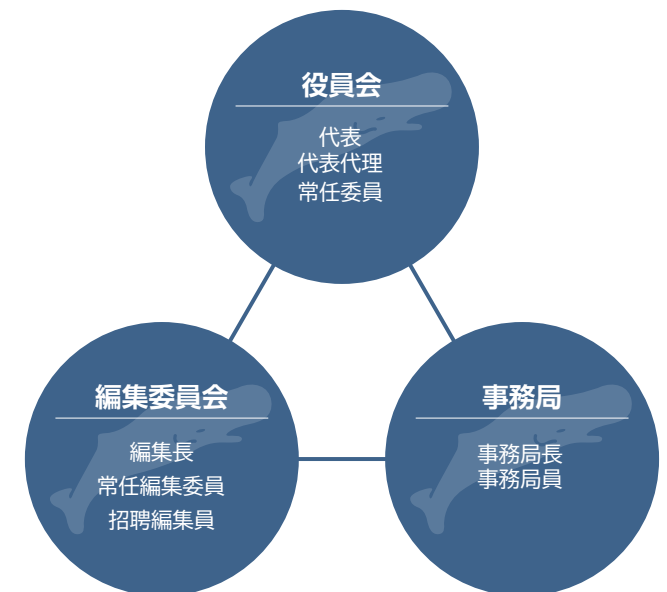 役員会
代表
代表代理
常任委員
編集委員会
編集長
常任編集委員
招聘編集員
事務局
事務局長
事務局員